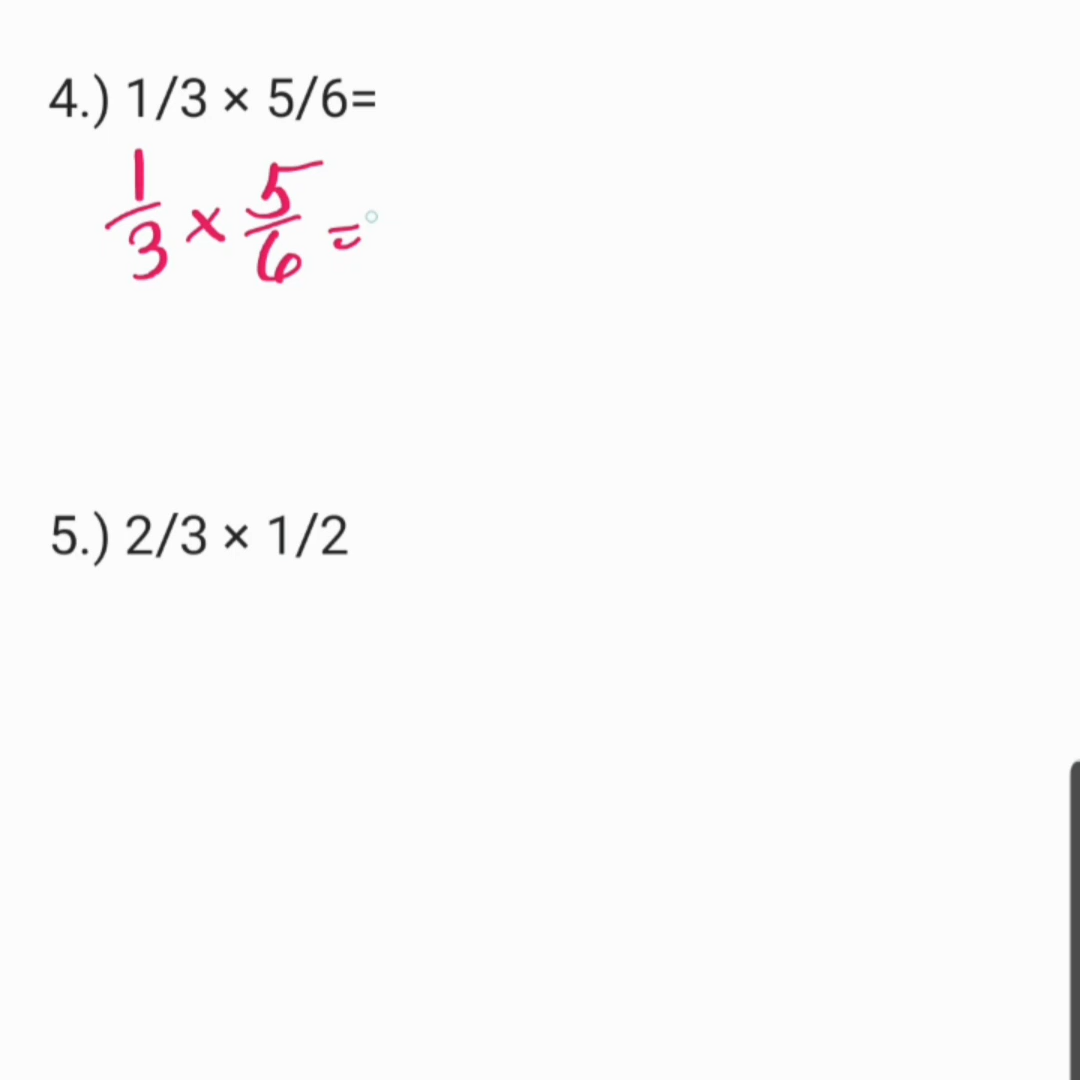 4.) 1/3 × 5/6=
1/3 × 5/6 =
5.) 2/3 × 1/2